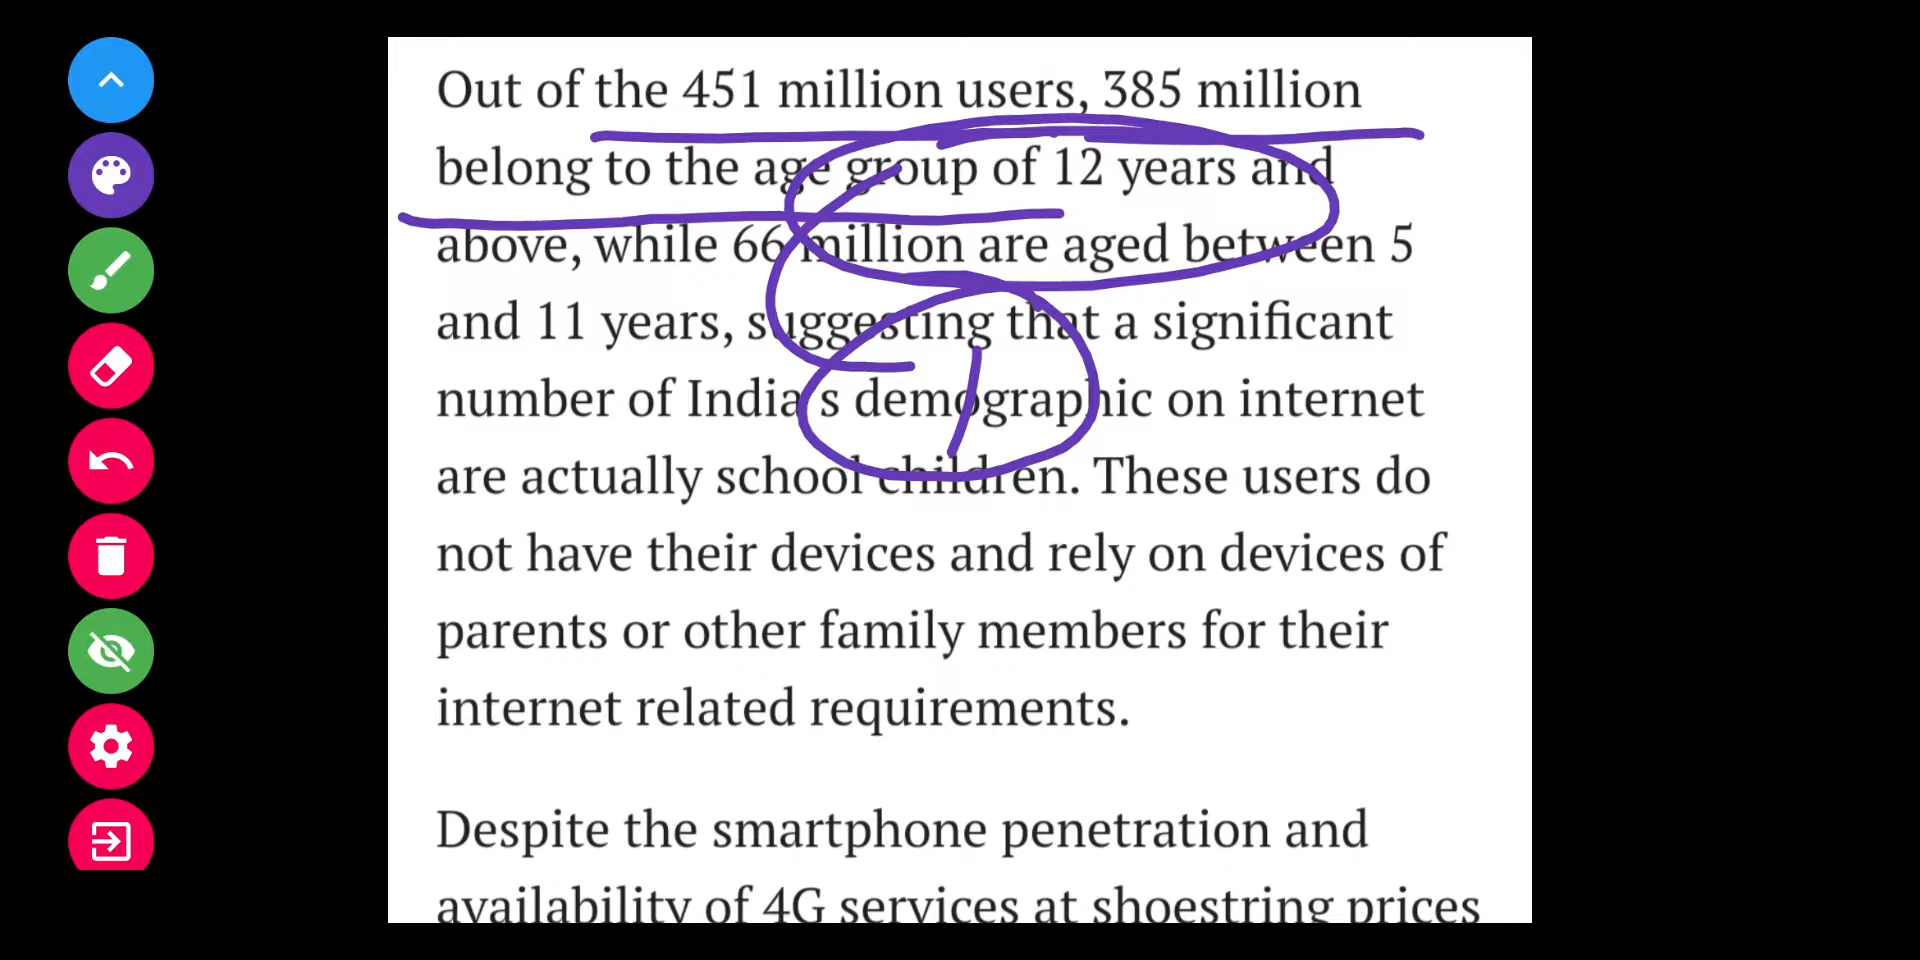 Out of the 451 million users, 385 million
belong to the age group of 12 years and
above, while 66 million are aged between 5
and 11 years, suggesting that a significant
number of India s demographic on internet
are actually school children. These users do
not have their devices and rely on devices of
parents or other family members for their
internet related requirements.
Despite the smartphone penetration and
availability of 4G services at shoestring prices